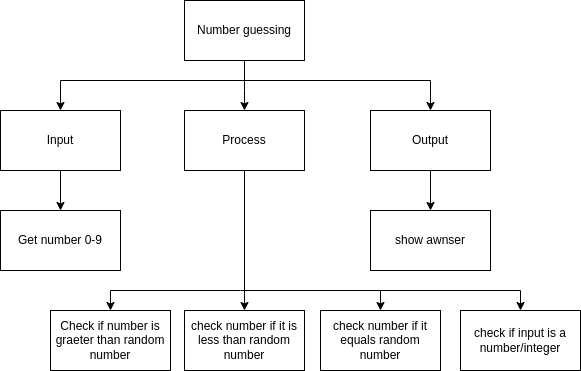 Number guessing
Input
Process
Output
Get number 0-9
show awnser
Check if number is
graeter than random
number
check number if it is
less than random
number
check number if it
equals random
number
check if input is a
number/integer